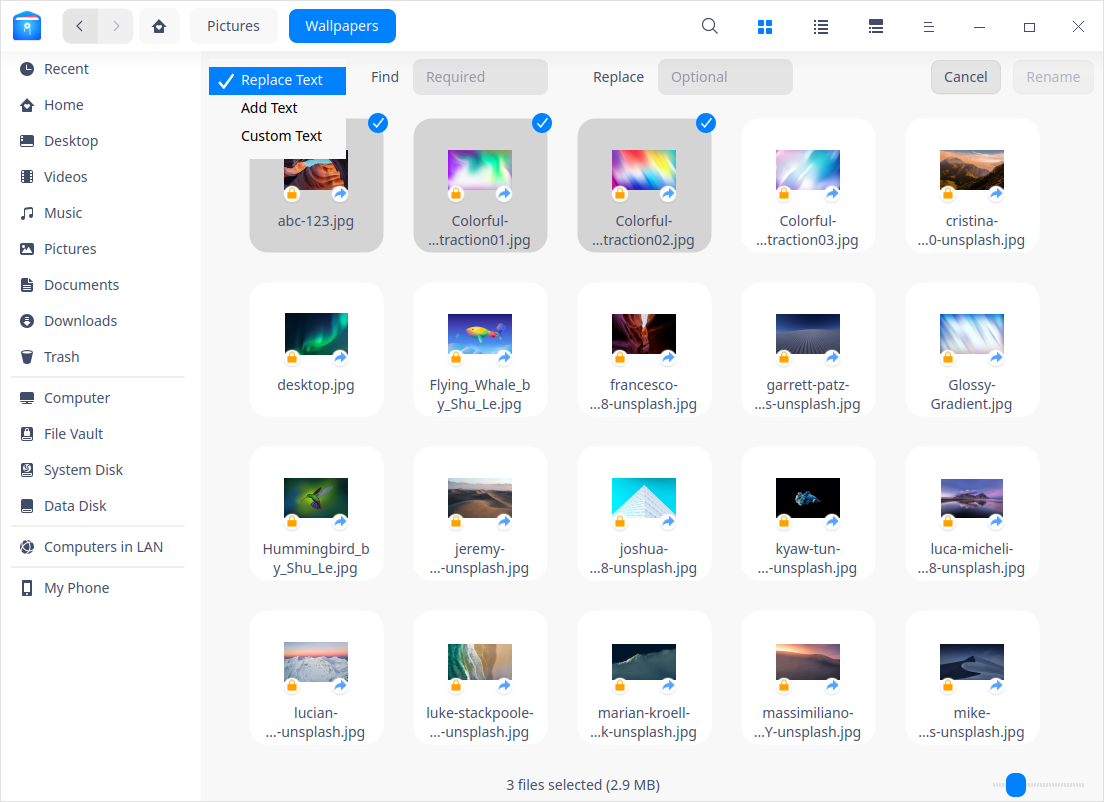 Pictures
Wallpapers
Recent
Home
Desktop
Videos
Music
Pictures
Documents
Downloads
Trash
Computer
File Vault
System Disk
Data Disk
Computers in LAN
My Phone
Replace Text
Add Text
Custom Text
Find
Required
Replace
Optional
Cancel
Rename
abc-123.jpg
Colorful-
...traction01.jpg
Colorful-
...traction02.jpg
Colorful-
...traction03.jpg
cristina-
...0-unsplash.jpg
desktop.jpg
Flying_Whale_b
y_Shu_Le.jpg
francesco-
...8-unsplash.jpg
garrett-patz-
...s-unsplash.jpg
Glossy-
Gradient.jpg
Hummingbird_b
y_Shu_Le.jpg
jeremy-
...-unsplash.jpg
joshua-
...8-unsplash.jpg
kyaw-tun-
...-unsplash.jpg
luca-micheli-
...8-unsplash.jpg
lucian-
...-unsplash.jpg
luke-stackpoole-
...-unsplash.jpg
marian-kroell-
...k-unsplash.jpg
massimiliano-
...Y-unsplash.jpg
mike-
...s-unsplash.jpg
3 files selected (2.9 MB)